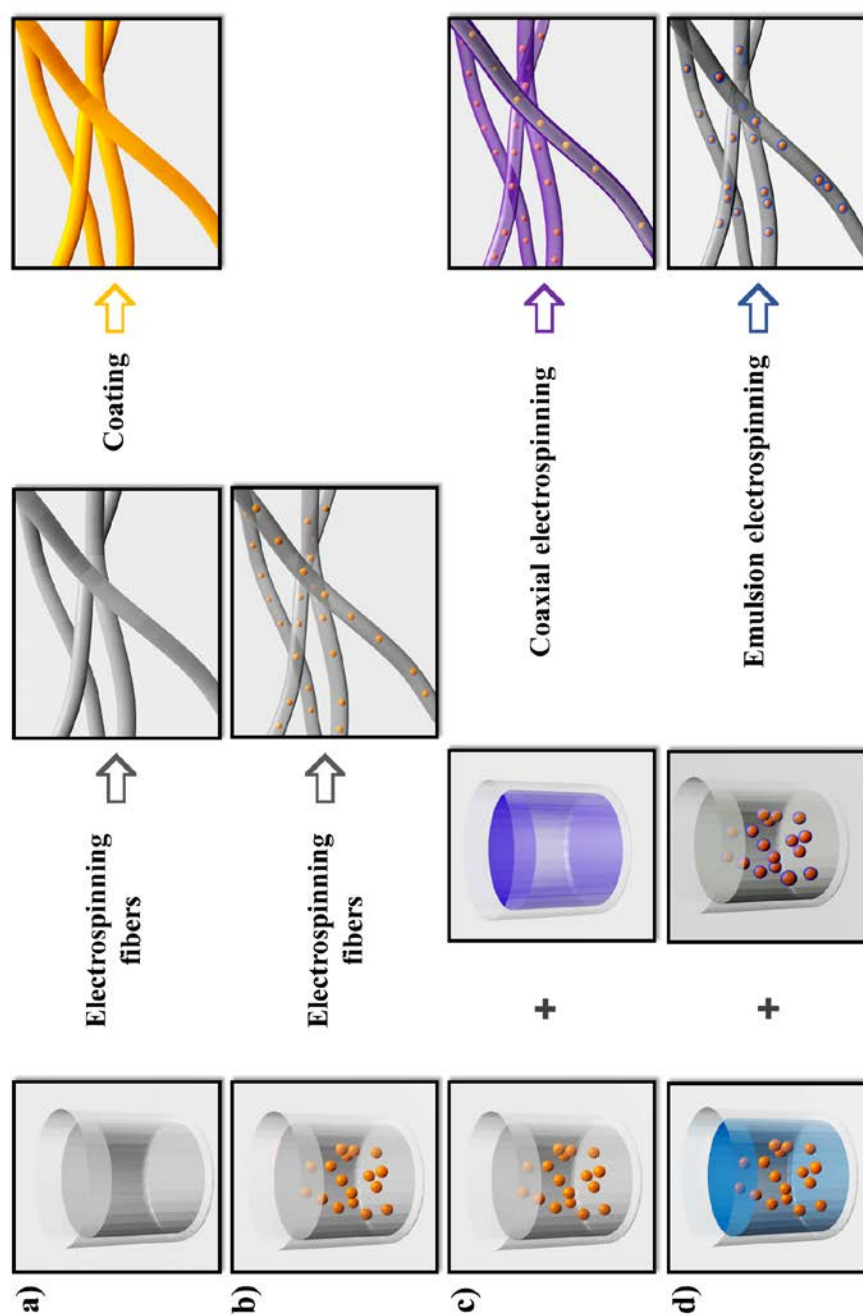 a)
Electrospinning
fibers
Coating
b)
Electrospinning
fibers
c)
+
Coaxial electrospinning
d)
+
Emulsion electrospinning